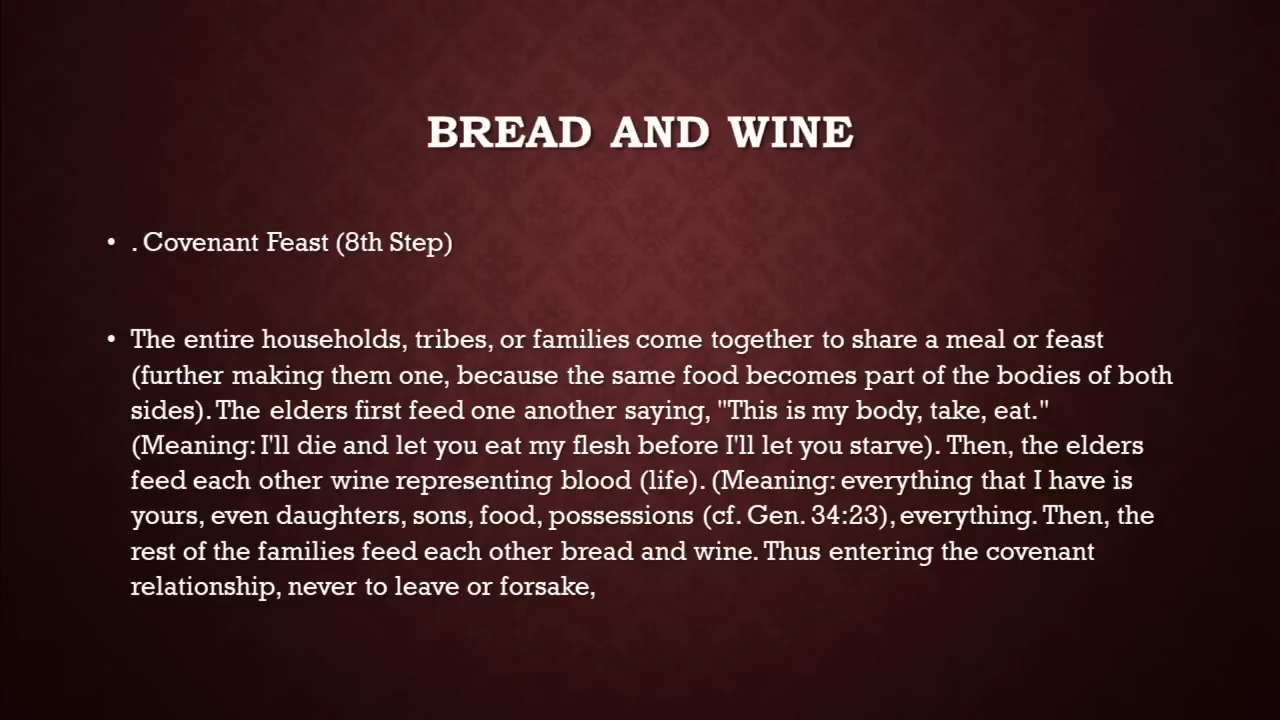 BREAD AND WINE
• . Covenant Feast (8th Step)
• The entire households, tribes, or families come together to share a meal or feast
(further making them one, because the same food becomes part of the bodies of both
sides). The elders first feed one another saying, "This is my body, take, eat."
(Meaning: I'll die and let you eat my flesh before I'll let you starve). Then, the elders
feed each other wine representing blood (life). (Meaning: everything that I have is
yours, even daughters, sons, food, possessions (cf. Gen. 34:23), everything. Then, the
rest of the families feed each other bread and wine. Thus entering the covenant
relationship, never to leave or forsake,